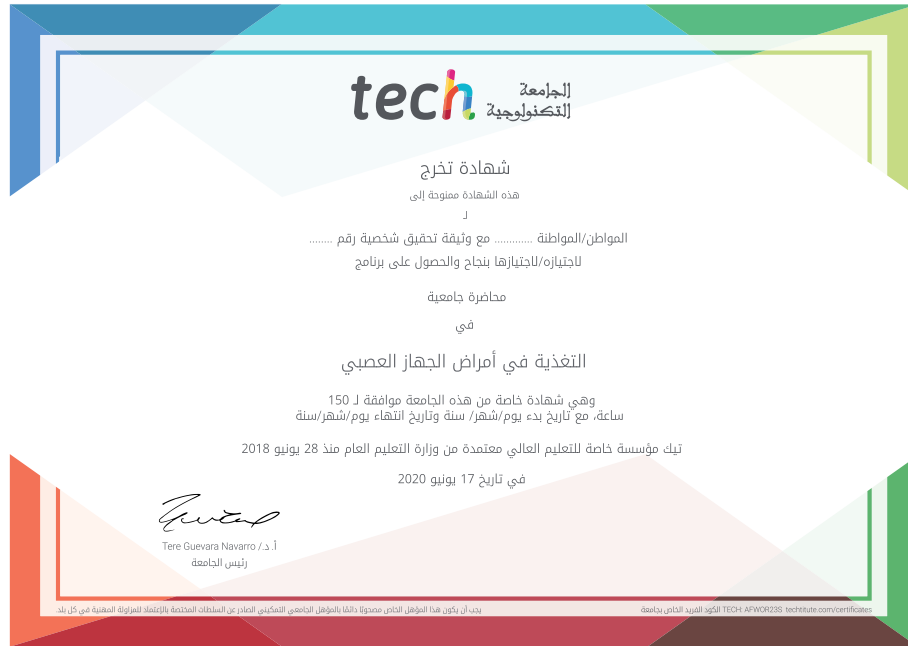 tech الجامعة
التكنولوجية
شهادة تخرج
هذه الشهادة ممنوحة إلى
لـ
المواطن/المواطنة ............ مع وثيقة تحقيق شخصية رقم ........
لاجتيازه/لاجتيازها بنجاح والحصول على برنامج
محاضرة جامعية
في
التغذية في أمراض الجهاز العصبي
وهي شهادة خاصة من هذه الجامعة موافقة لـ 150
ساعة، مع تاريخ بدء يوم/شهر/ سنة وتاريخ انتهاء يوم/شهر/سنة
تيك مؤسسة خاصة للتعليم العالي معتمدة من وزارة التعليم العام منذ 28 يونيو 2018
في تاريخ 17 يونيو 2020
أ. د./ Tere Guevara Navarro
رئيس الجامعة
يجب أن يكون هذا المؤهل الخاص مصحوبًا دائمًا بالمؤهل الجامعي التمكيني الصادر عن السلطات المختصة بالإعتماد للمزاولة المهنية في كل بلد.
الكود الفريد الخاص بجامعة TECH: AFWOR23S techtitute.com/certificates